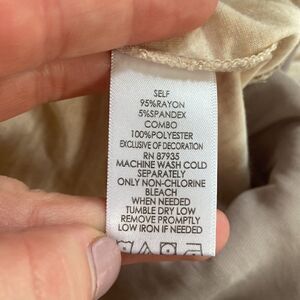 SELF
95%RAYON
5%SPANDEX
COMBO
100%POLYESTER
EXCLUSIVE OF DECORATION
RN 87935
MACHINE WASH COLD
SEPARATELY
ONLY NON-CHLORINE
BLEACH
WHEN NEEDED
TUMBLE DRY LOW
REMOVE PROMPTLY
LOW IRON IF NEEDED